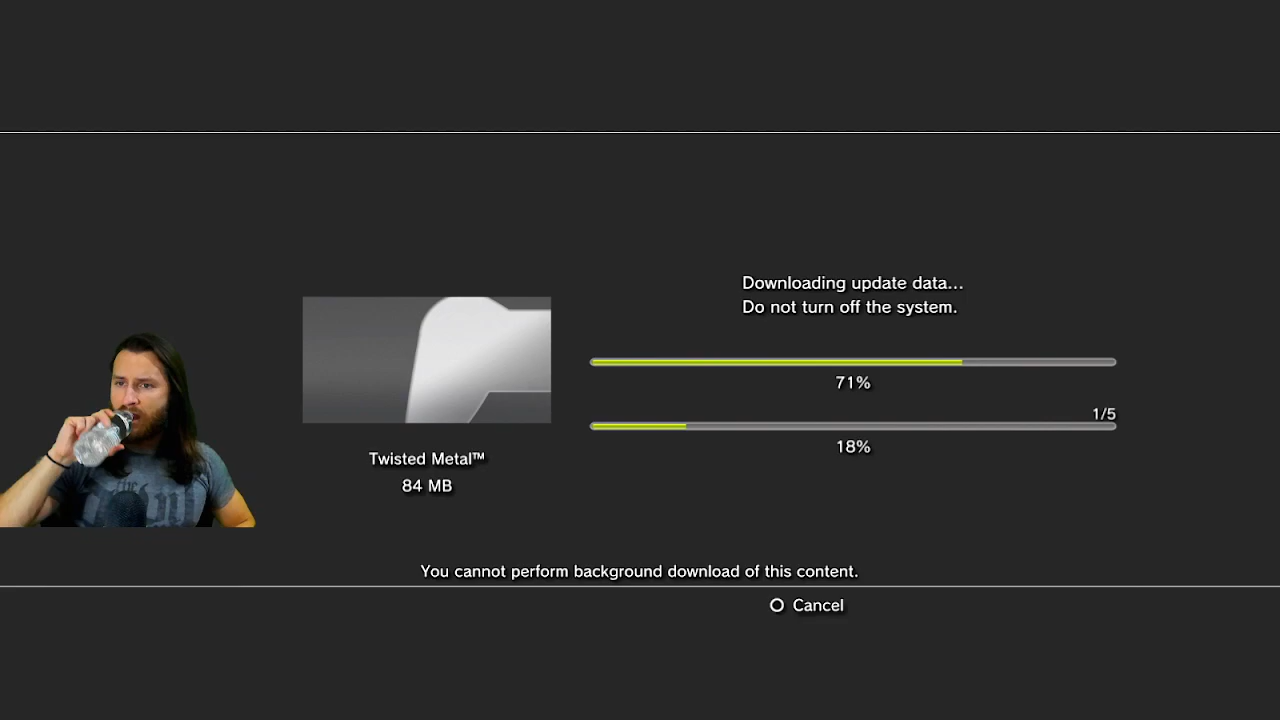 Downloading update data...
Do not turn off the system.
71%
1/5
18%
Twisted Metal™
84 MB
You cannot perform background download of this content.
Cancel